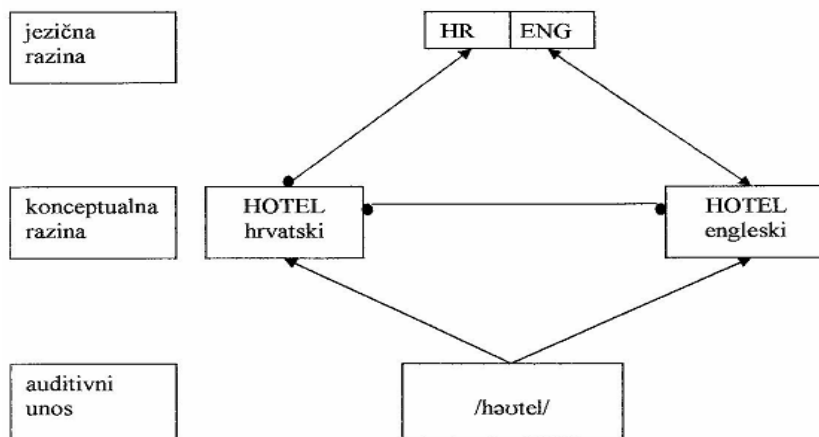 jezična
razina
HR ENG
konceptualna
razina
HOTEL
hrvatski
HOTEL
engleski
auditivni
unos
/həʊtel/